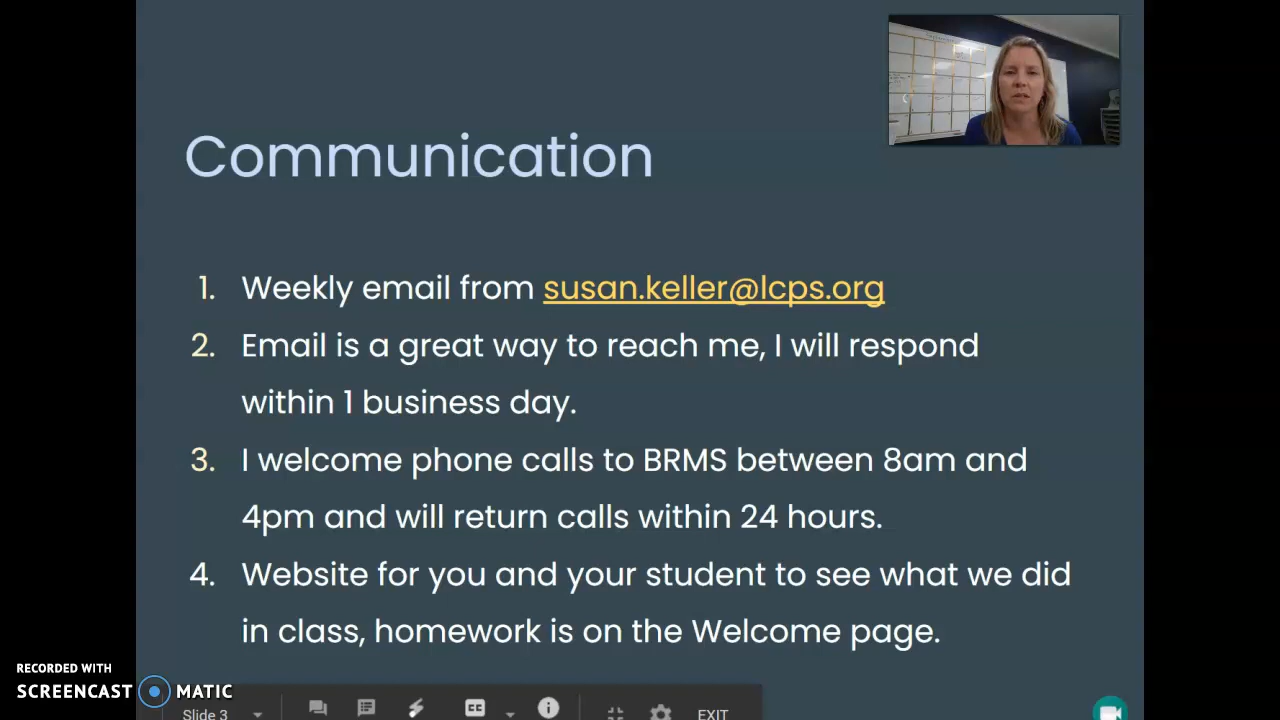 Communication
1. Weekly email from susan.keller@lcps.org
2. Email is a great way to reach me, I will respond
within 1 business day.
3. I welcome phone calls to BRMS between 8am and
4pm and will return calls within 24 hours.
4. Website for you and your student to see what we did
in class, homework is on the Welcome page.
RECORDED WITH
SCREENCAST MATIC
Slide 3 CC EXIT